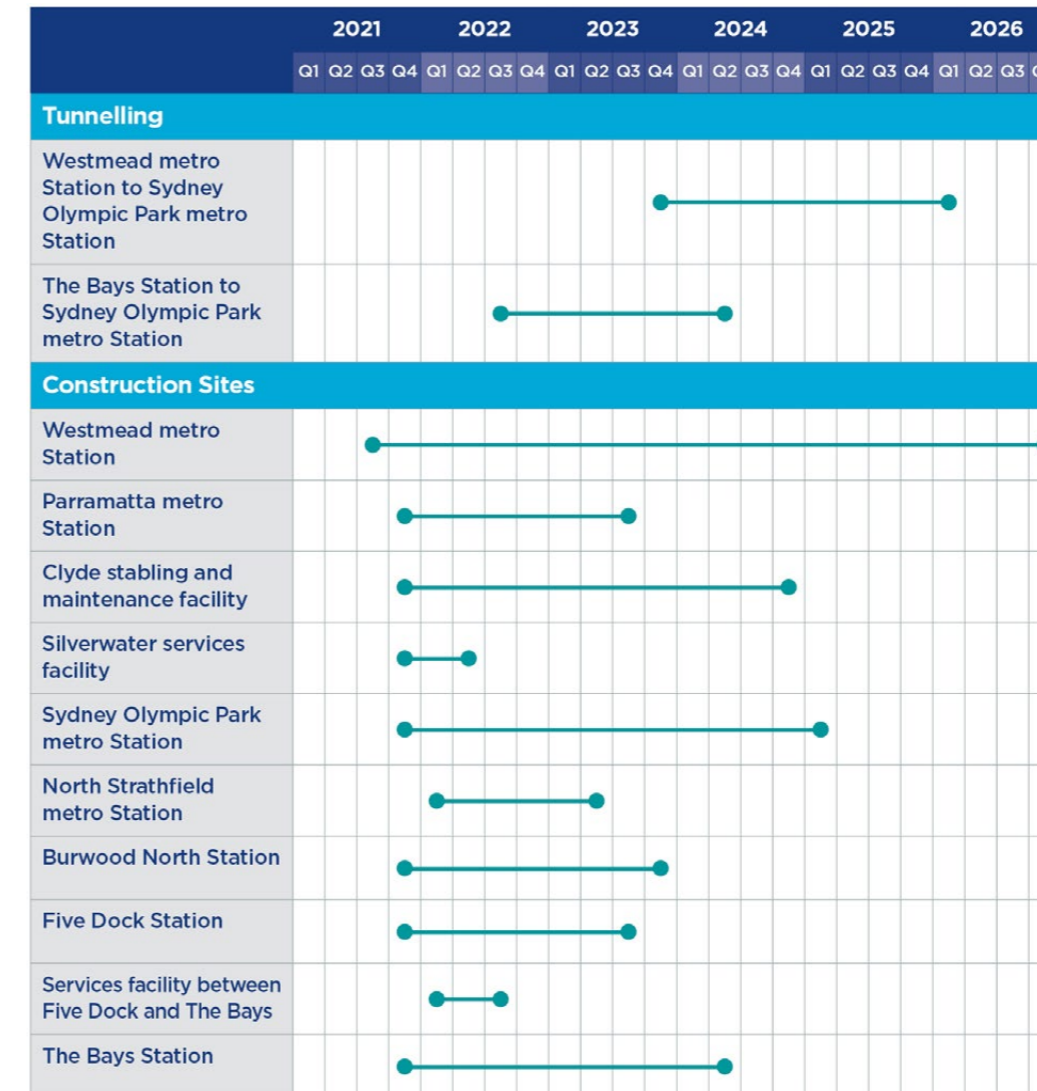 2021 2022 2023 2024 2025 2026
Q1 Q2 Q3 Q4 Q1 Q2 Q3 Q4 Q1 Q2 Q3 Q4 Q1 Q2 Q3 Q4 Q1 Q2 Q3 Q4 Q1 Q2 Q3
Tunnelling
Westmead metro
Station to Sydney
Olympic Park metro
Station
The Bays Station to
Sydney Olympic Park
metro Station
Construction Sites
Westmead metro
Station
Parramatta metro
Station
Clyde stabling and
maintenance facility
Silverwater services
facility
Sydney Olympic Park
metro Station
North Strathfield
metro Station
Burwood North Station
Five Dock Station
Services facility between
Five Dock and The Bays
The Bays Station